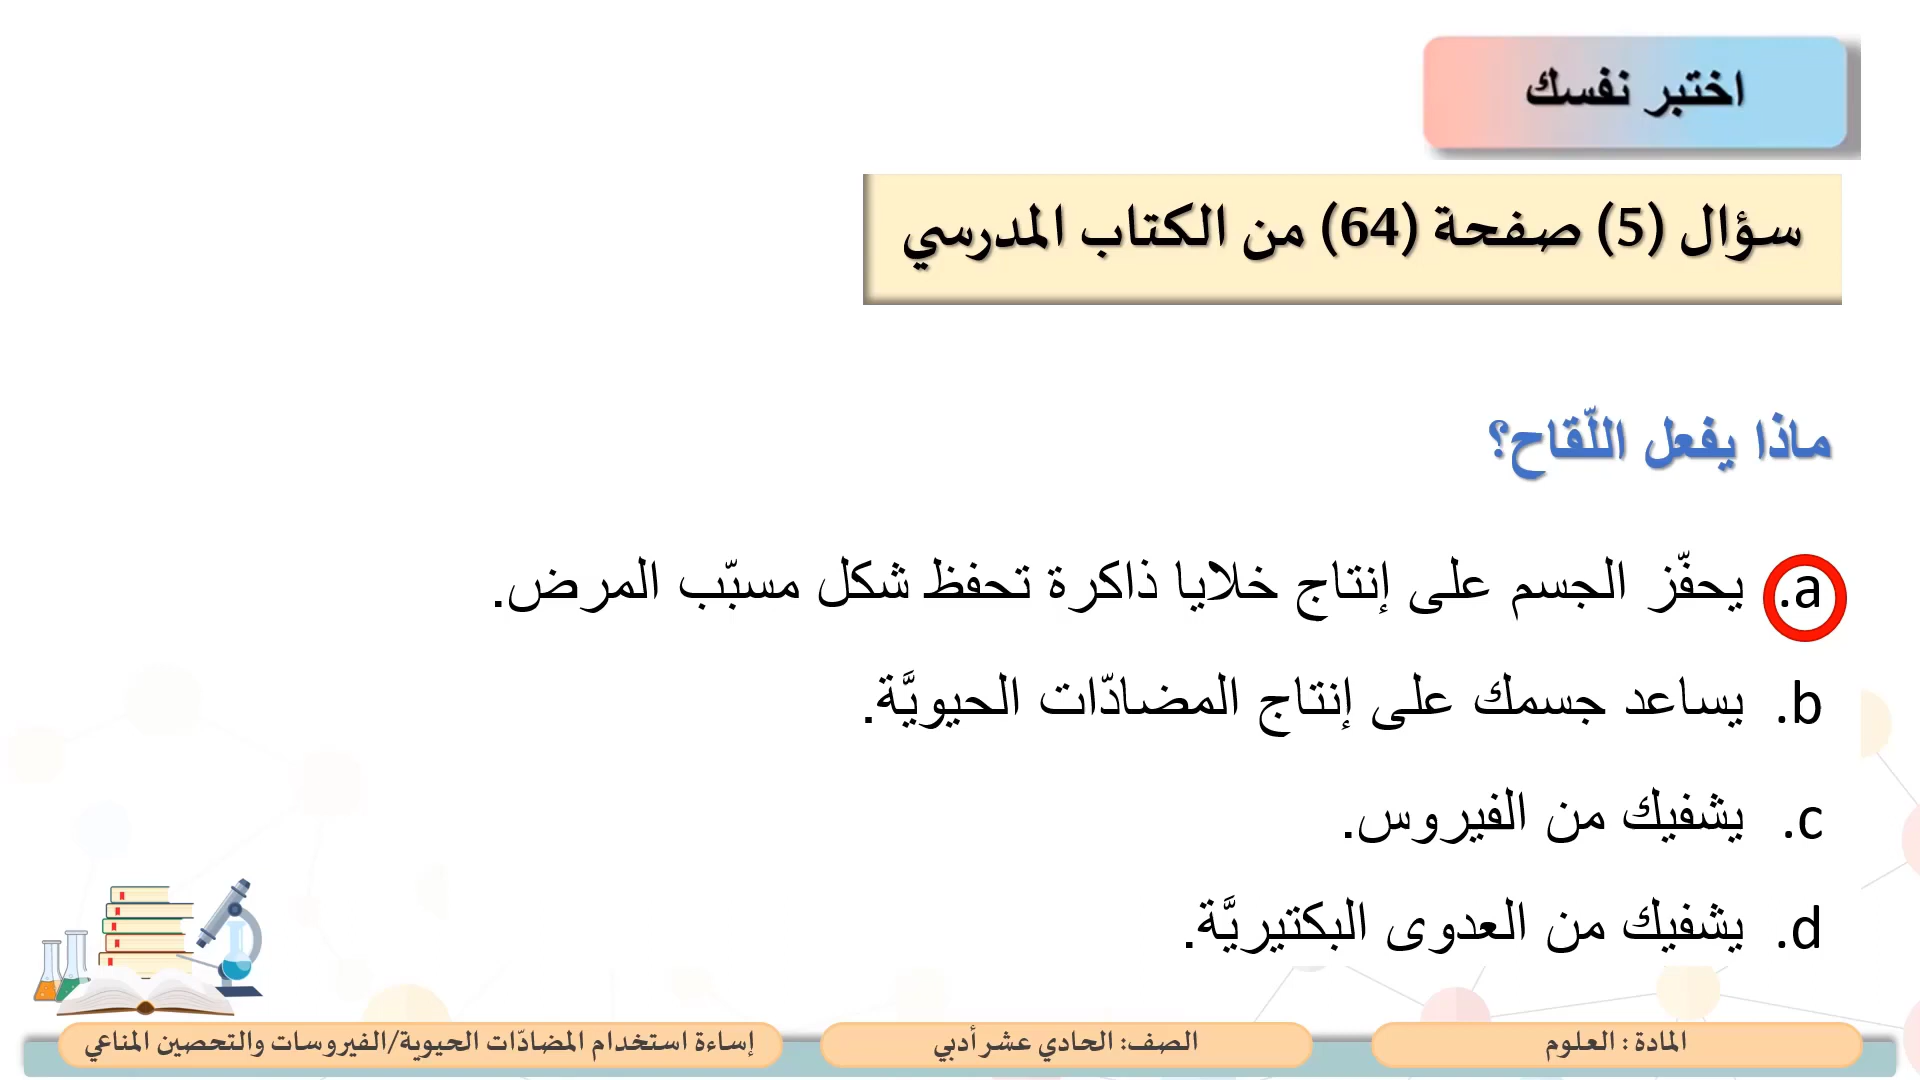 اختبر نفسك
سؤال (5) صفحة (64) من الكتاب المدرسي
ماذا يفعل اللّقاح؟
a. يحفّز الجسم على إنتاج خلايا ذاكرة تحفظ شكل مسبّب المرض.
b. يساعد جسمك على إنتاج المضادّات الحيويَّة.
c. يشفيك من الفيروس.
d. يشفيك من العدوى البكتيريَّة.
المادة : العلوم
الصف: الحادي عشر أدبي
إساءة استخدام المضادّات الحيوية/الفيروسات والتحصين المناعي